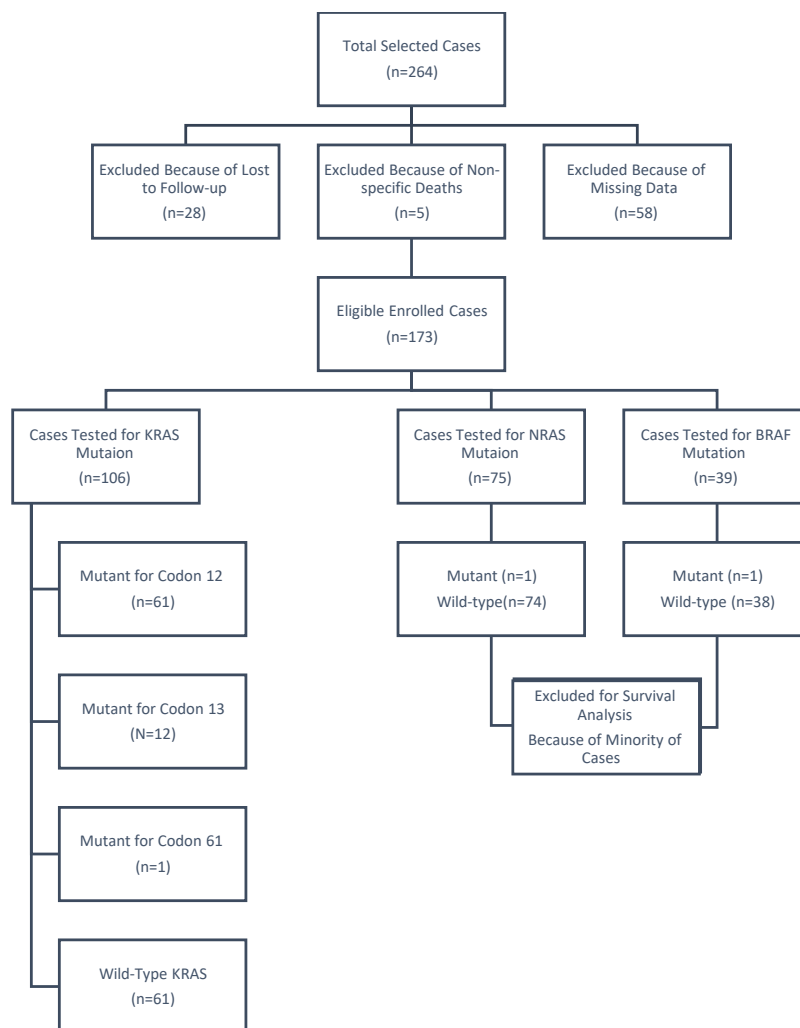 Total Selected Cases
(n=264)
Excluded Because of Lost
to Follow-up
(n=28)
Excluded Because of Non-
specific Deaths
(n=5)
Excluded Because of
Missing Data
(n=58)
Eligible Enrolled Cases
(n=173)
Cases Tested for KRAS
Mutaion
(n=106)
Cases Tested for NRAS
Mutaion
(n=75)
Cases Tested for BRAF
Mutation
(n=39)
Mutant for Codon 12
(n=61)
Mutant (n=1)
Wild-type(n=74)
Mutant (n=1)
Wild-type (n=38)
Mutant for Codon 13
(N=12)
Excluded for Survival
Analysis
Because of Minority of
Cases
Mutant for Codon 61
(n=1)
Wild-Type KRAS
(n=61)